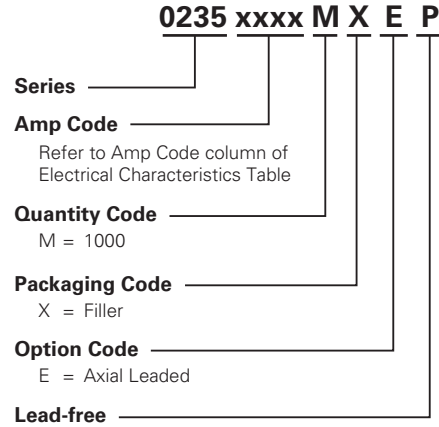 0235 xxxx M X E P
Series
Amp Code
Refer to Amp Code column of
Electrical Characteristics Table
Quantity Code
M = 1000
Packaging Code
X = Filler
Option Code
E = Axial Leaded
Lead-free